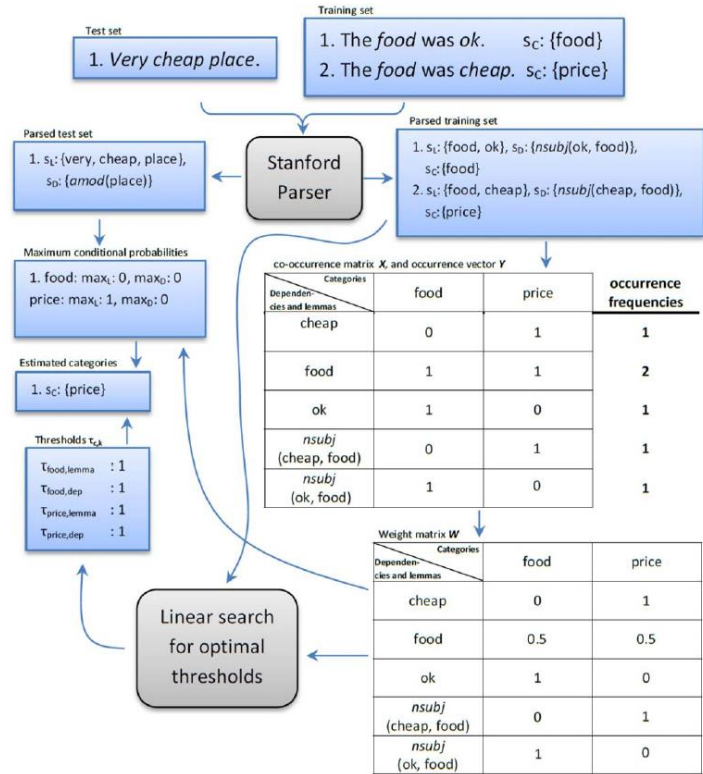 Test set
1. Very cheap place.
Training set
1. The food was ok. sC: {food}
2. The food was cheap. sC: {price}
Parsed test set
1. sL: {very, cheap, place},
sD: {amod(place)}
Stanford
Parser
Parsed training set
1. sL: {food, ok}, sD: {nsubj(ok, food)},
sC:{food}
2. sL: {food, cheap}, sD: {nsubj(cheap, food)},
sC:{price}
Maximum conditional probabilities
1. food: maxL: 0, maxD: 0
price: maxL: 1, maxD: 0
Estimated categories
1. sC: {price}
Thresholds τc,k
τfood,lemma : 1
τfood,dep : 1
τprice,lemma : 1
τprice,dep : 1
Linear search
for optimal
thresholds
co-occurrence matrix X, and occurrence vector Y
Categories
Dependen-
cies and lemmas
food price occurrence
frequencies
cheap 0 1 1
food 1 1 2
ok 1 0 1
nsubj
(cheap, food) 0 1 1
nsubj
(ok, food) 1 0 1
Weight matrix W
Categories
Dependen-
cies and lemmas
food price
cheap 0 1
food 0.5 0.5
ok 1 0
nsubj
(cheap, food) 0 1
nsubj
(ok, food) 1 0